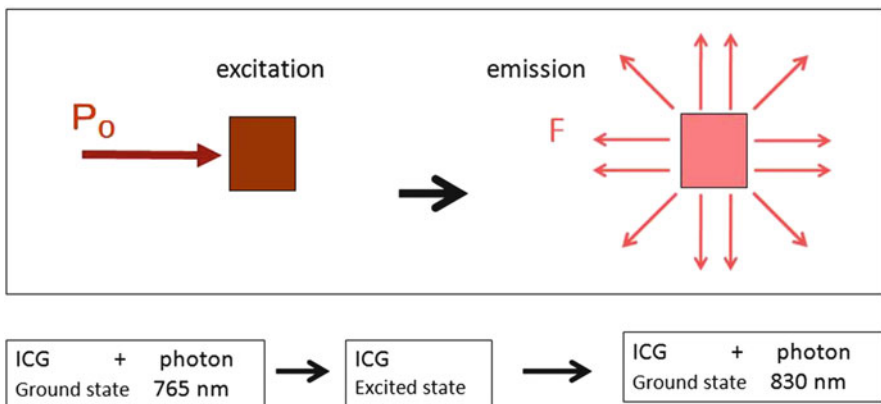 excitation
emission
P0
F
ICG + photon
Ground state 765 nm
ICG
Excited state
ICG + photon
Ground state 830 nm